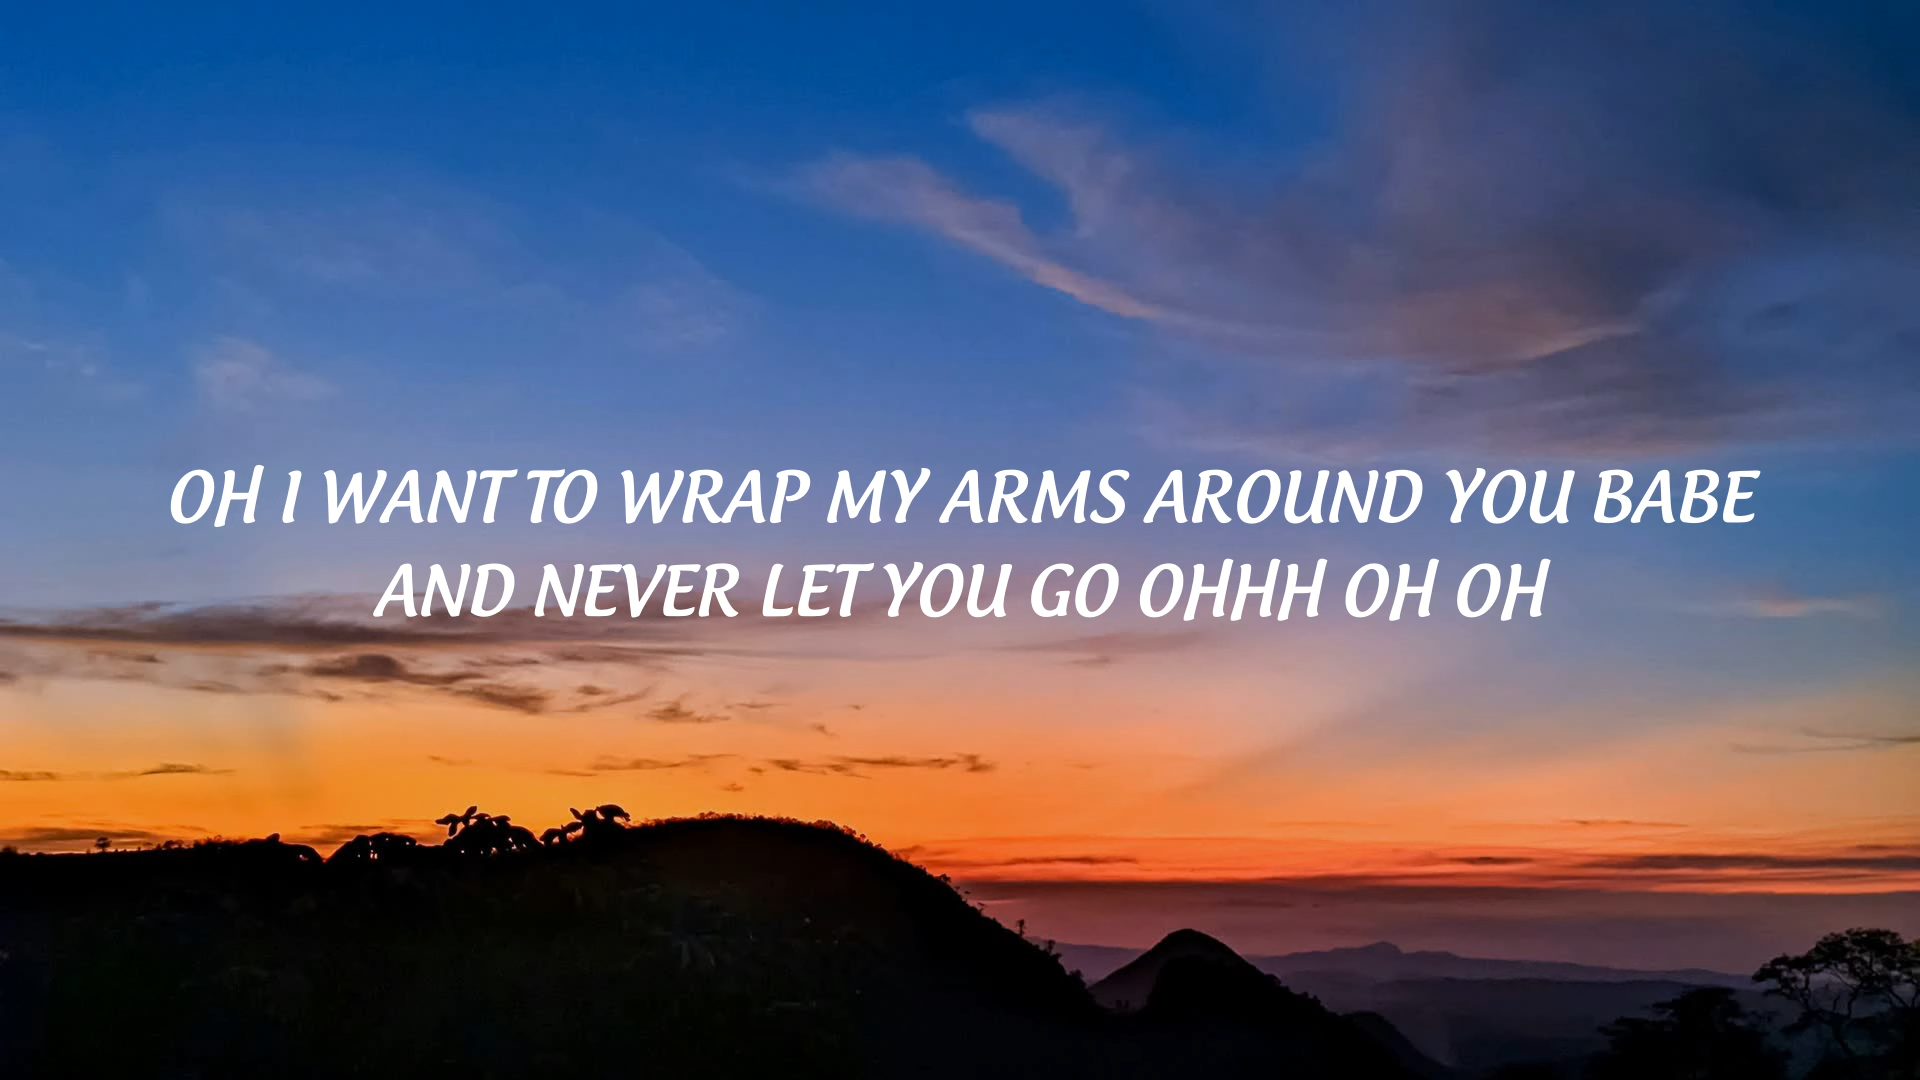 OH I WANT TO WRAP MY ARMS AROUND YOU BABE
AND NEVER LET YOU GO OHHH OH OH